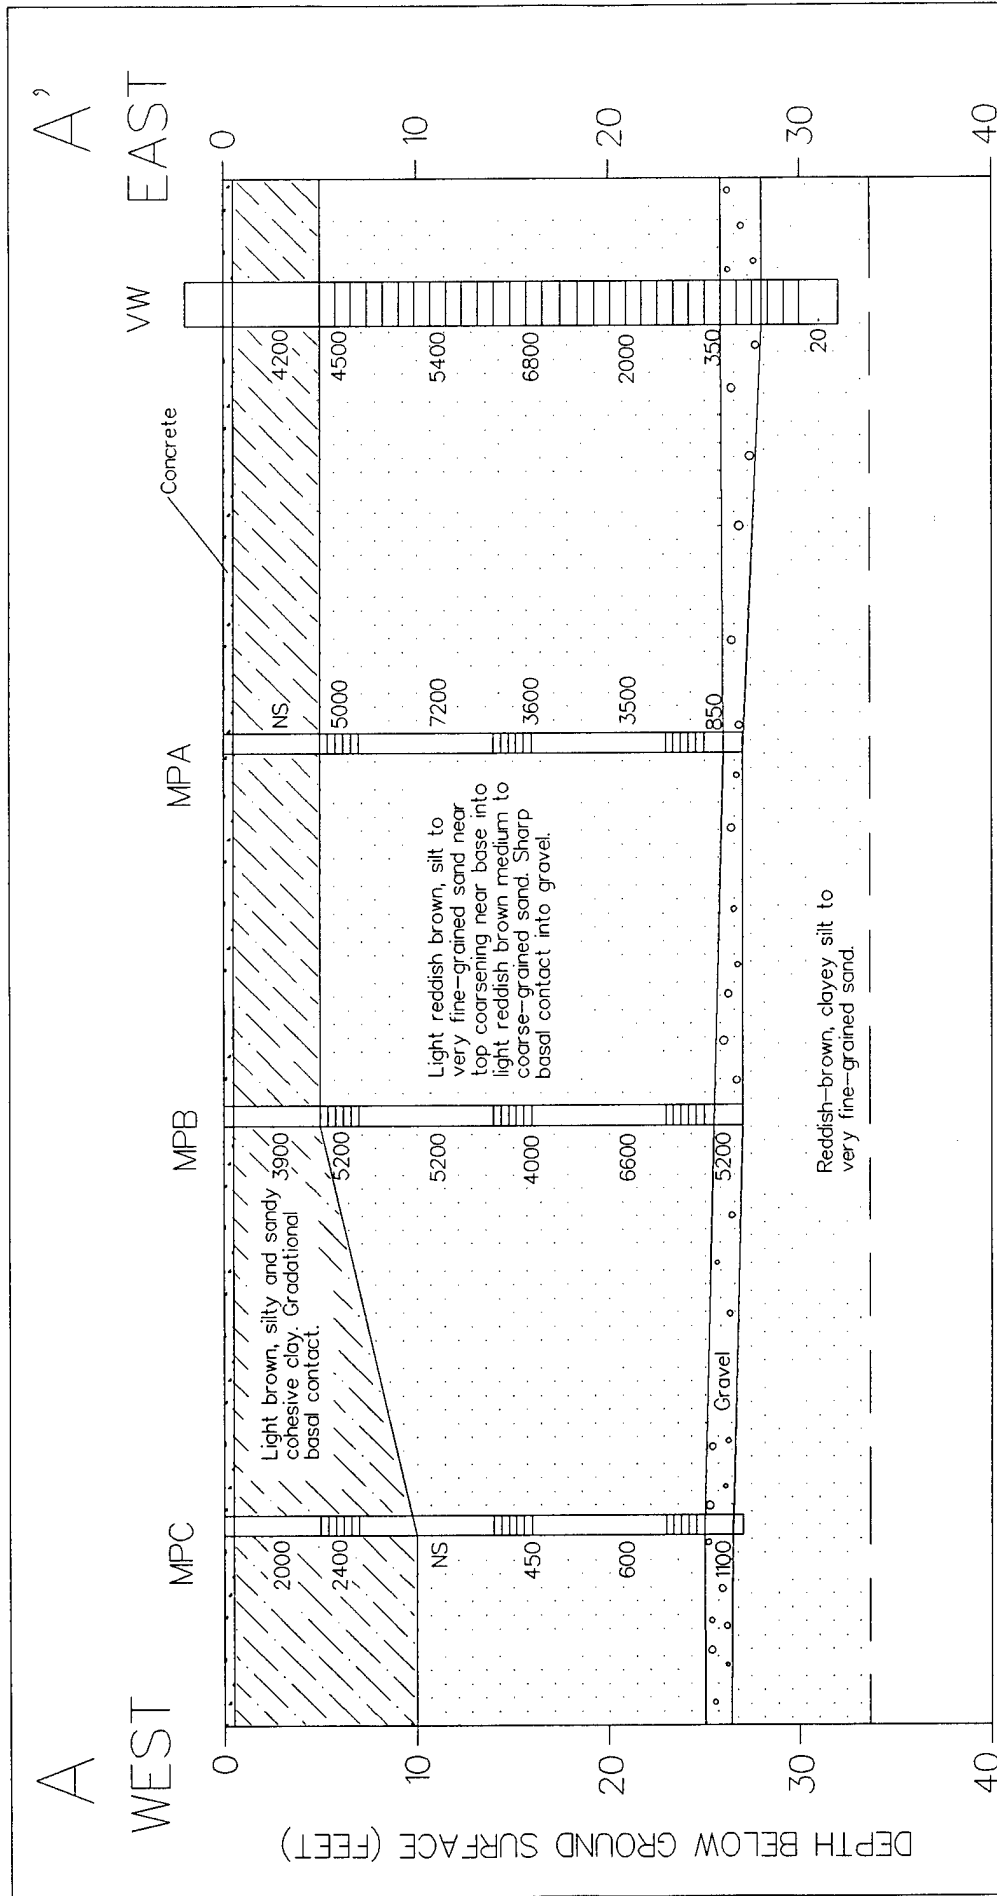 A
A'
WEST
EAST
MPC
MPB
MPA
VW
Concrete
DEPTH BELOW GROUND SURFACE (FEET)
0
10
20
30
40
0
10
20
30
40
2000
2400
NS
450
600
1100
3900
5200
5200
4000
6600
5200
NS
5000
7200
3600
3500
850
4200
4500
5400
6800
2000
350
20
Light brown, silty and sandy
cohesive clay. Gradational
basal contact.
Light reddish brown, silt to
very fine-grained sand near
top coarsening near base into
light reddish brown medium to
coarse-grained sand. Sharp
basal contact into gravel.
Gravel
Reddish-brown, clayey silt to
very fine-grained sand.